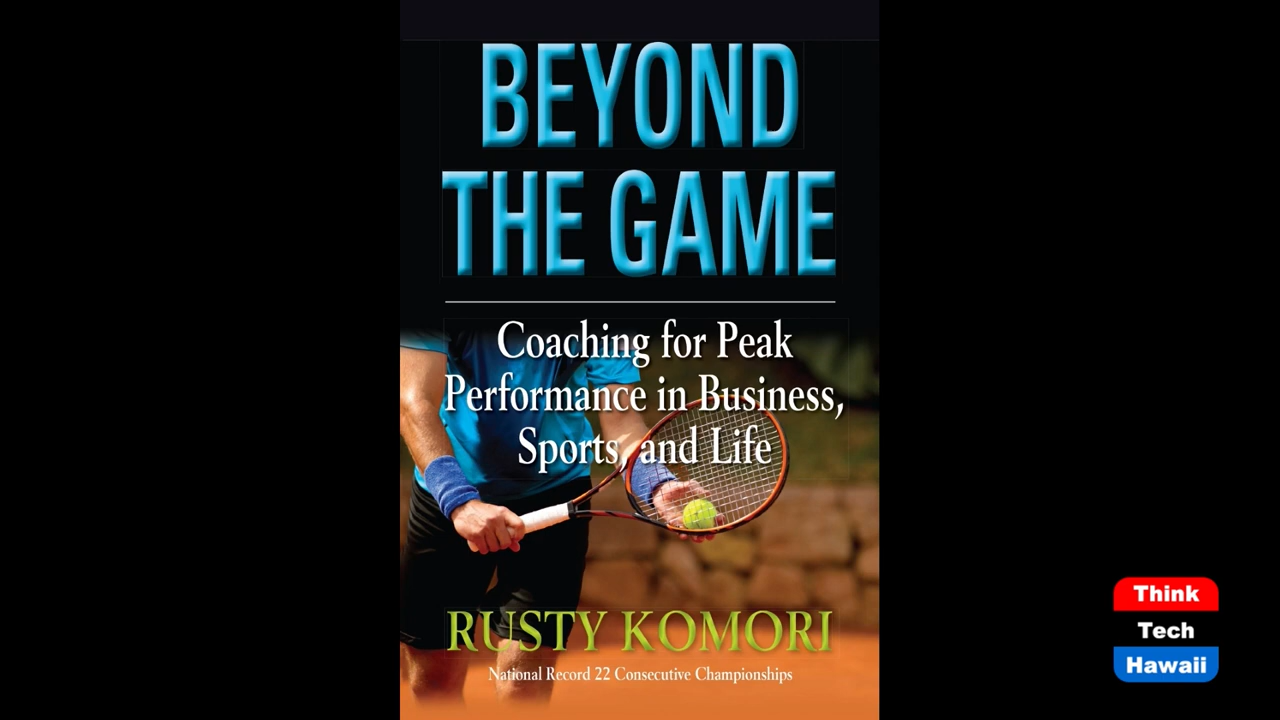 BEYOND
THE GAME
Coaching for Peak
Performance in Business,
Sports, and Life
RUSTY KOMORI
National Record 22 Consecutive Championships
Think
Tech
Hawaii